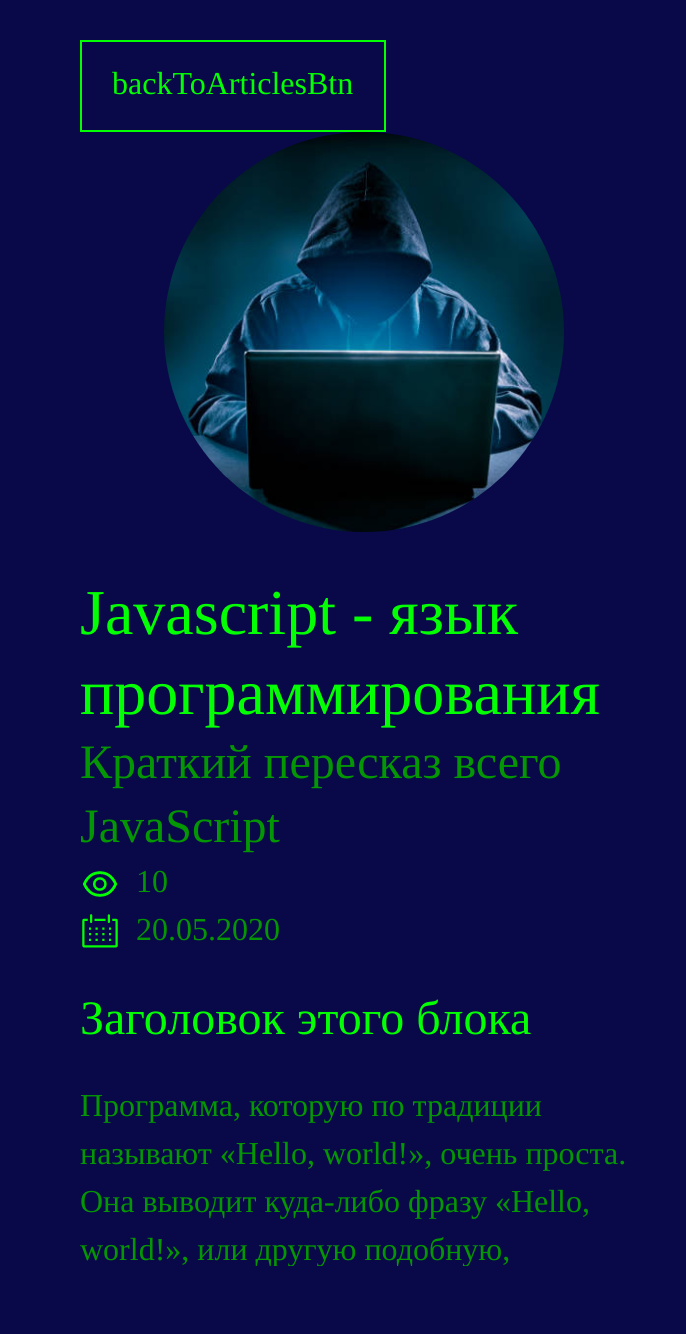 backToArticlesBtn
Javascript - язык
программирования
Краткий пересказ всего
JavaScript
10
20.05.2020
Заголовок этого блока
Программа, которую по традиции
называют «Hello, world!», очень проста.
Она выводит куда-либо фразу «Hello,
world!», или другую подобную,